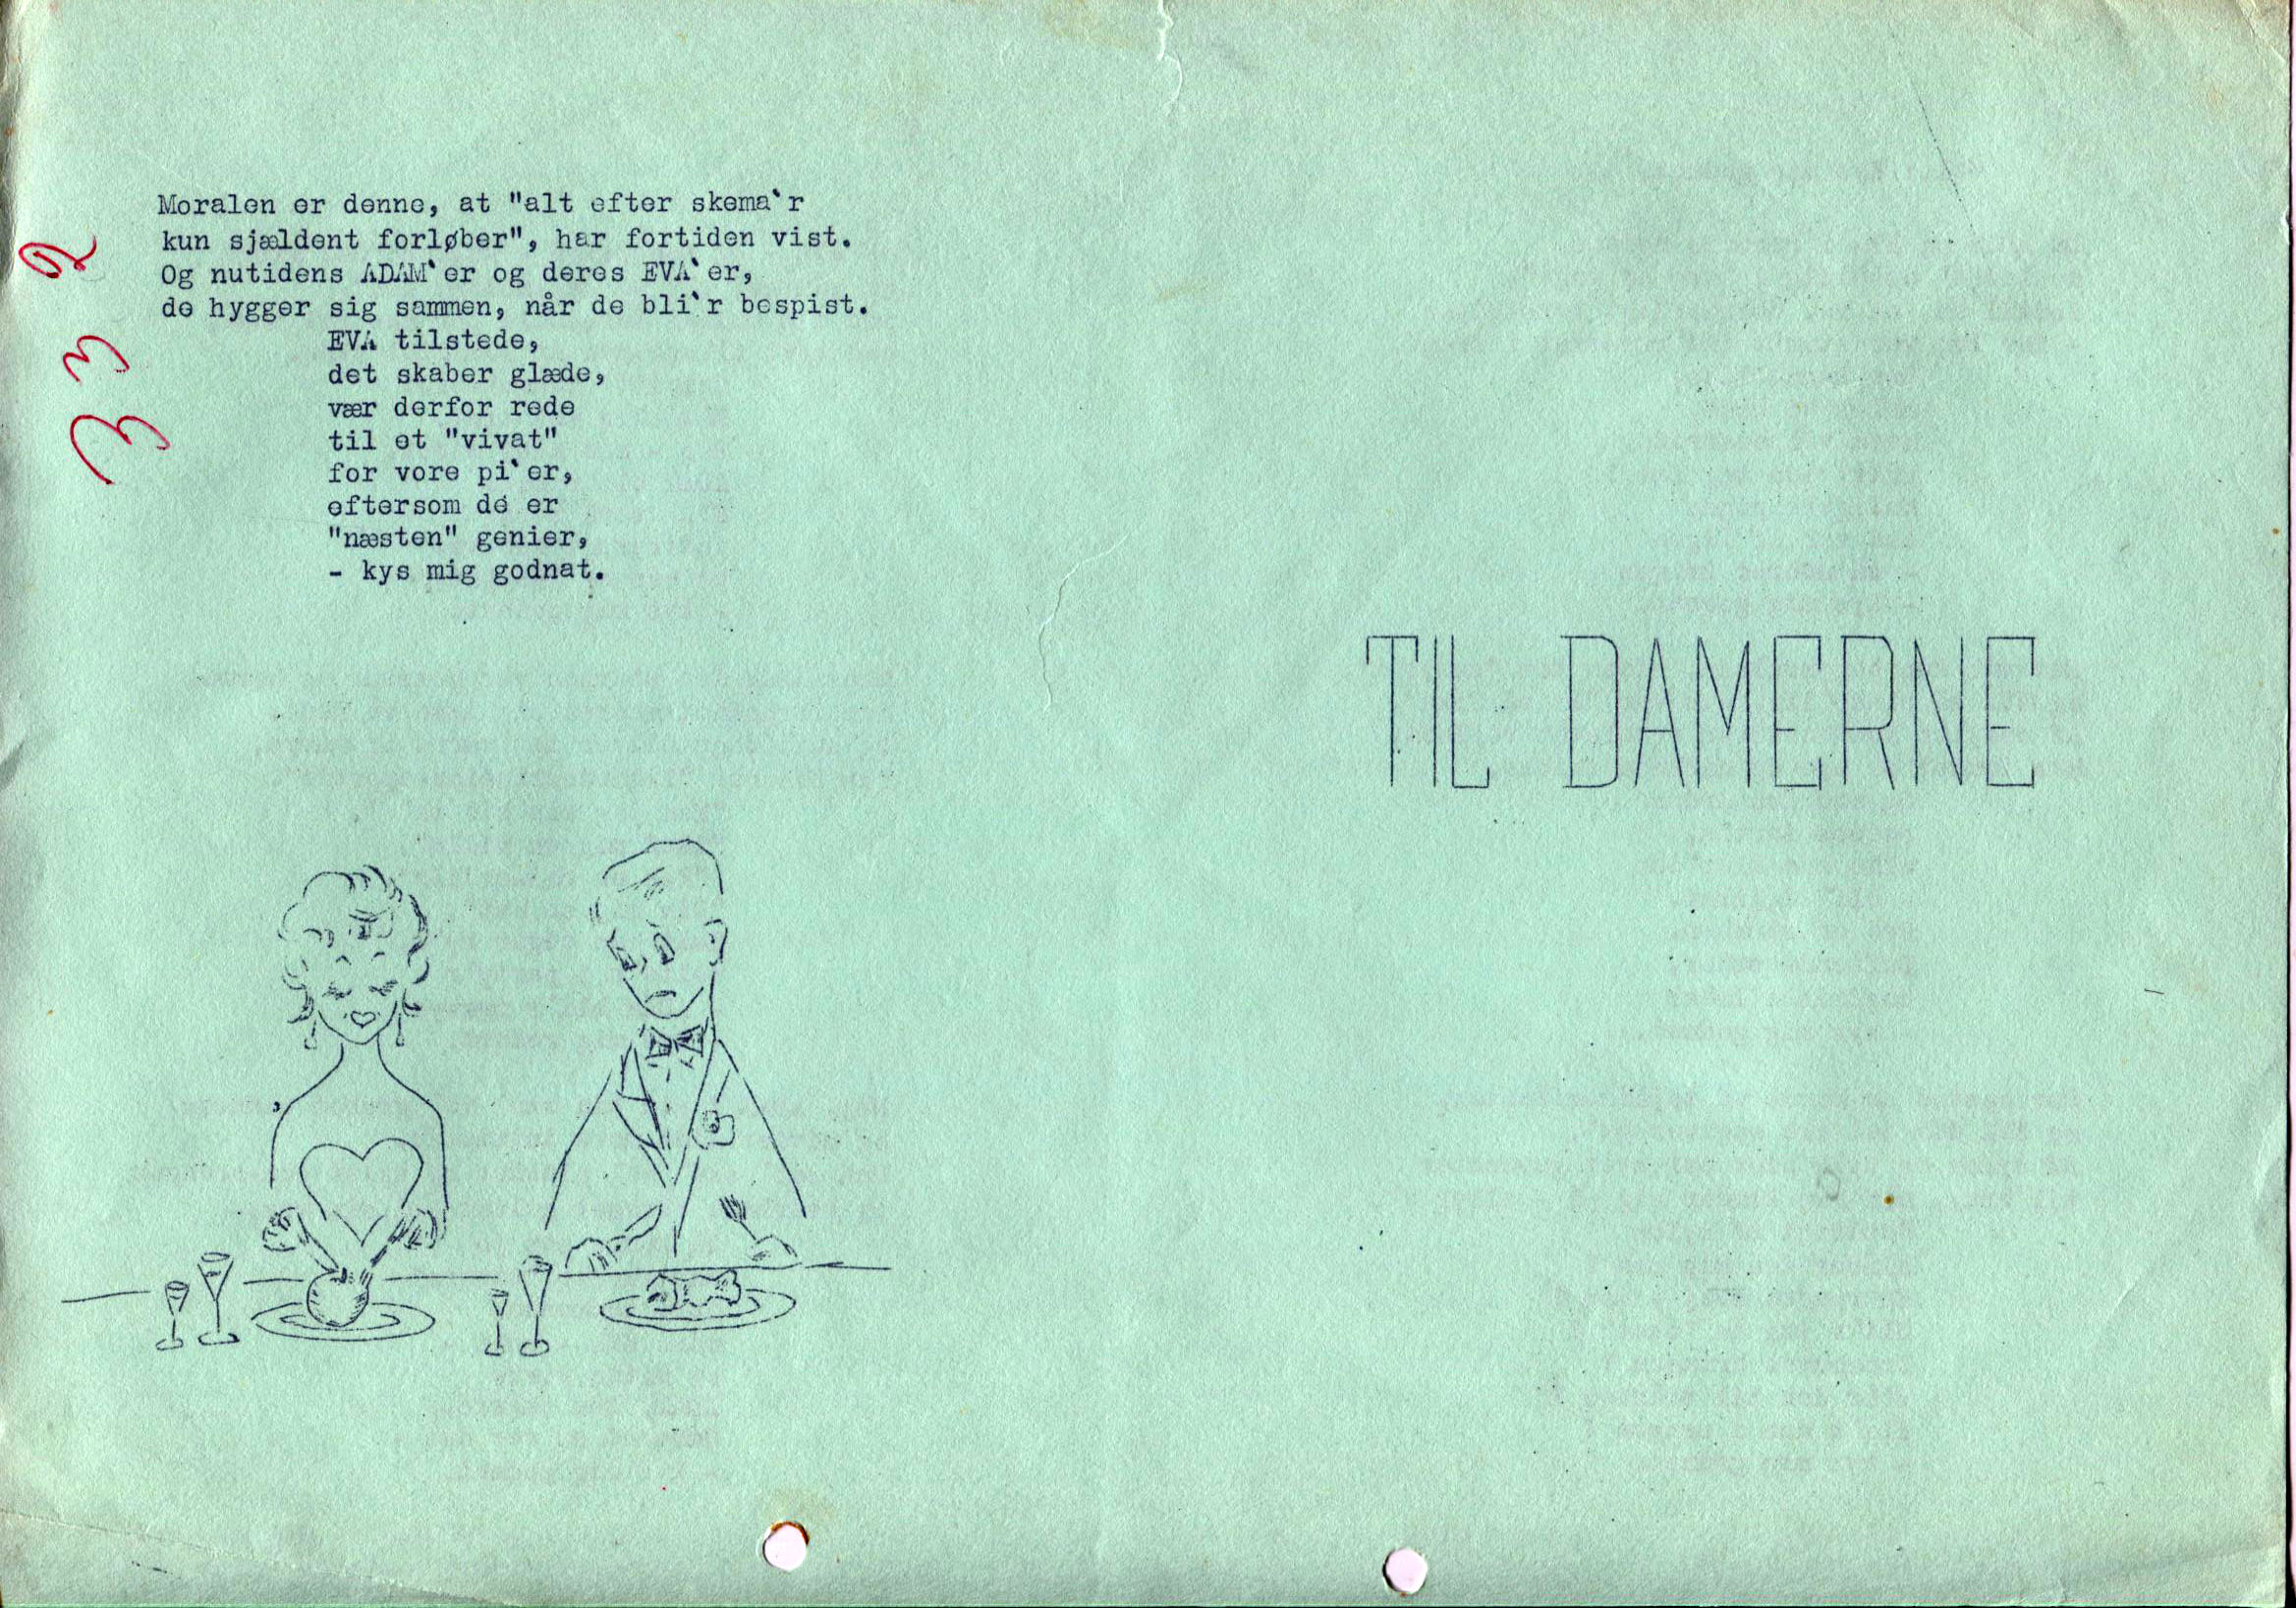 Moralen er denne, at "alt efter skema`r
kun sjældent forløber", har fortiden vist.
Og nutidens ADAM`er og deres EVA`er,
de hygger sig sammen, når de bli`r bespist.
EVA tilstede,
det skaber glæde,
vær derfor rede
til et "vivat"
for vore pi`er,
eftersom de er
"næsten" genier,
- kys mig godnat.
TIL DAMERNE